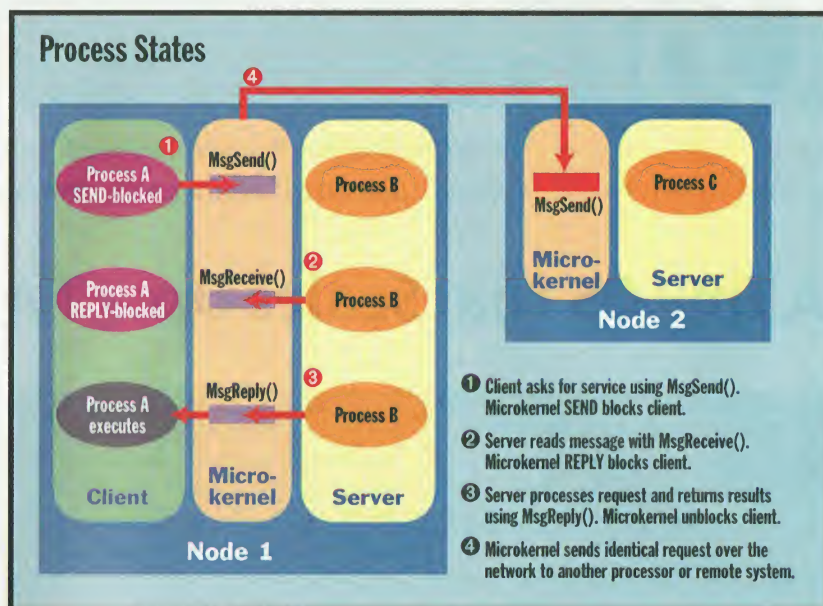 Process States
4
1
Process A
SEND-blocked
MsgSend()
Process B
MsgSend()
Process C
Process A
REPLY-blocked
MsgReceive()
2
Process B
Micro-
kernel
Server
Node 2
Process A
executes
MsgReply()
3
Process B
Client
Micro-
kernel
Server
Node 1
1 Client asks for service using MsgSend().
Microkernel SEND blocks client.
2 Server reads message with MsgReceive().
Microkernel REPLY blocks client.
3 Server processes request and returns results
using MsgReply(). Microkernel unblocks client.
4 Microkernel sends identical request over the
network to another processor or remote system.